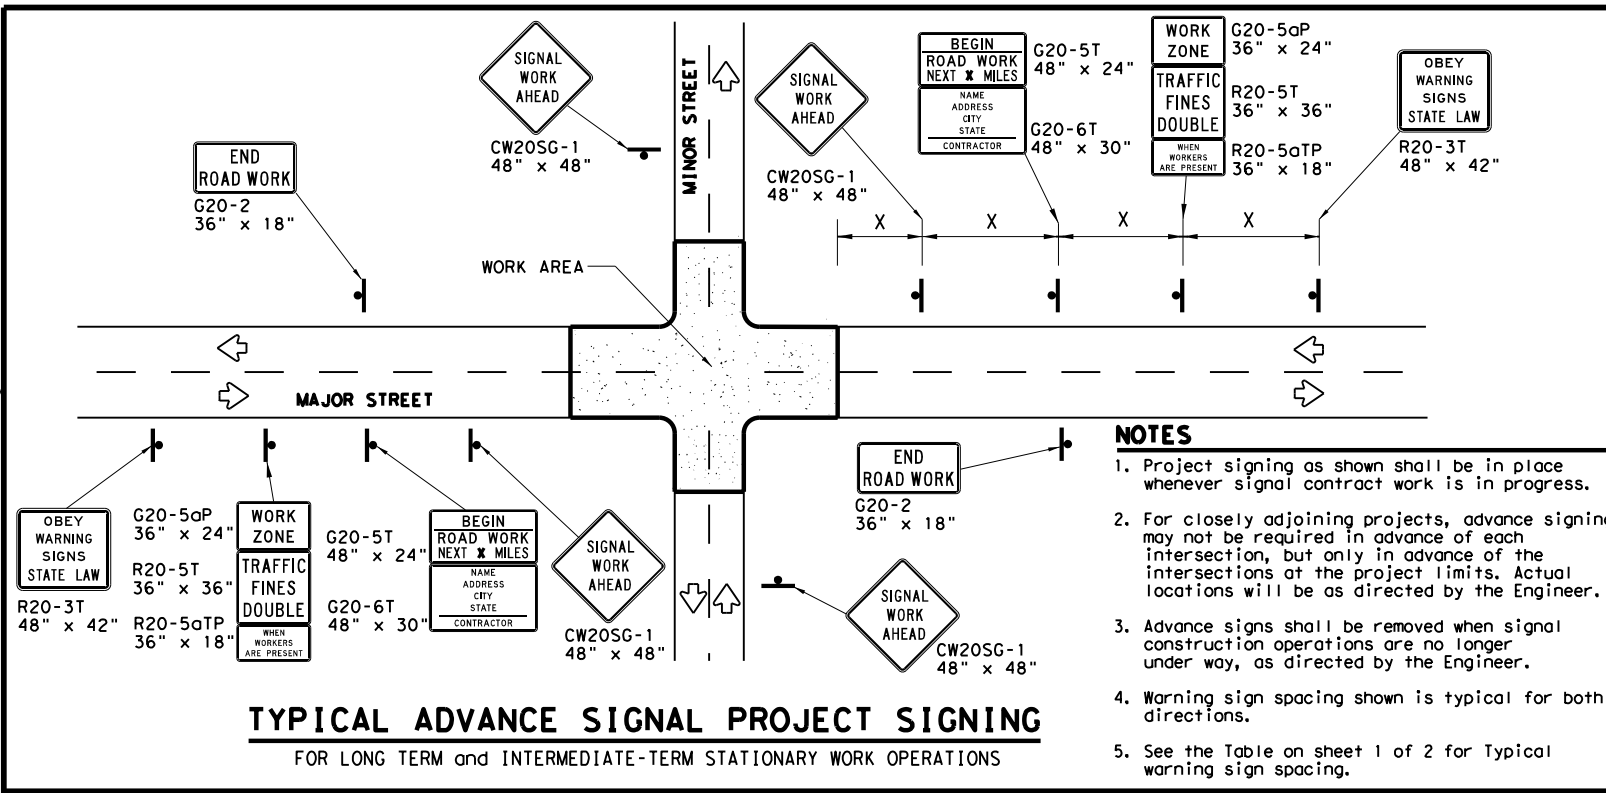 SIGNAL
WORK
AHEAD
CW20SG-1
48" x 48"
END
ROAD WORK
G20-2
36" x 18"
MINOR STREET
SIGNAL
WORK
AHEAD
CW20SG-1
48" x 48"
BEGIN
ROAD WORK
NEXT X MILES
NAME
ADDRESS
CITY
STATE
CONTRACTOR
G20-5T
48" x 24"
G20-6T
48" x 30"
WORK
ZONE
TRAFFIC
FINES
DOUBLE
WHEN
WORKERS
ARE PRESENT
G20-5aP
36" x 24"
R20-5T
36" x 36"
R20-5aTP
36" x 18"
OBEY
WARNING
SIGNS
STATE LAW
R20-3T
48" x 42"
X
X
X
X
WORK AREA
MAJOR STREET
OBEY
WARNING
SIGNS
STATE LAW
R20-3T
48" x 42"
G20-5aP
36" x 24"
R20-5T
36" x 36"
R20-5aTP
36" x 18"
WORK
ZONE
TRAFFIC
FINES
DOUBLE
WHEN
WORKERS
ARE PRESENT
G20-5T
48" x 24"
G20-6T
48" x 30"
BEGIN
ROAD WORK
NEXT X MILES
NAME
ADDRESS
CITY
STATE
CONTRACTOR
SIGNAL
WORK
AHEAD
CW20SG-1
48" x 48"
END
ROAD WORK
G20-2
36" x 18"
SIGNAL
WORK
AHEAD
CW20SG-1
48" x 48"
TYPICAL ADVANCE SIGNAL PROJECT SIGNING
FOR LONG TERM and INTERMEDIATE-TERM STATIONARY WORK OPERATIONS
NOTES
1. Project signing as shown shall be in place
whenever signal contract work is in progress.
2. For closely adjoining projects, advance signing
may not be required in advance of each
intersection, but only in advance of the
intersections at the project limits. Actual
locations will be as directed by the Engineer.
3. Advance signs shall be removed when signal
construction operations are no longer
under way, as directed by the Engineer.
4. Warning sign spacing shown is typical for both
directions.
5. See the Table on sheet 1 of 2 for Typical
warning sign spacing.